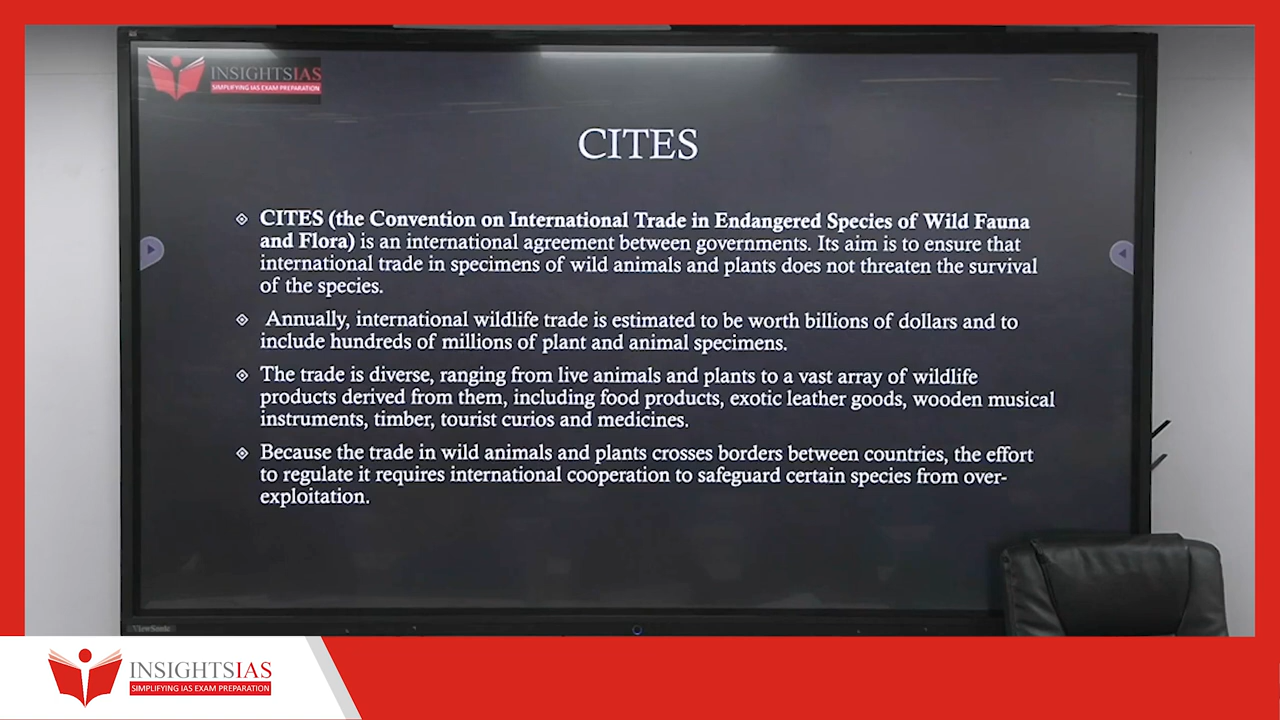 INSIGHTSIAS
SIMPLIFYING IAS EXAM PREPARATION
CITES
CITES (the Convention on International Trade in Endangered Species of Wild Fauna
and Flora) is an international agreement between governments. Its aim is to ensure that
international trade in specimens of wild animals and plants does not threaten the survival
of the species.
Annually, international wildlife trade is estimated to be worth billions of dollars and to
include hundreds of millions of plant and animal specimens.
The trade is diverse, ranging from live animals and plants to a vast array of wildlife
products derived from them, including food products, exotic leather goods, wooden musical
instruments, timber, tourist curios and medicines.
Because the trade in wild animals and plants crosses borders between countries, the effort
to regulate it requires international cooperation to safeguard certain species from over-
exploitation.
ViewSonic
INSIGHTSIAS
SIMPLIFYING IAS EXAM PREPARATION